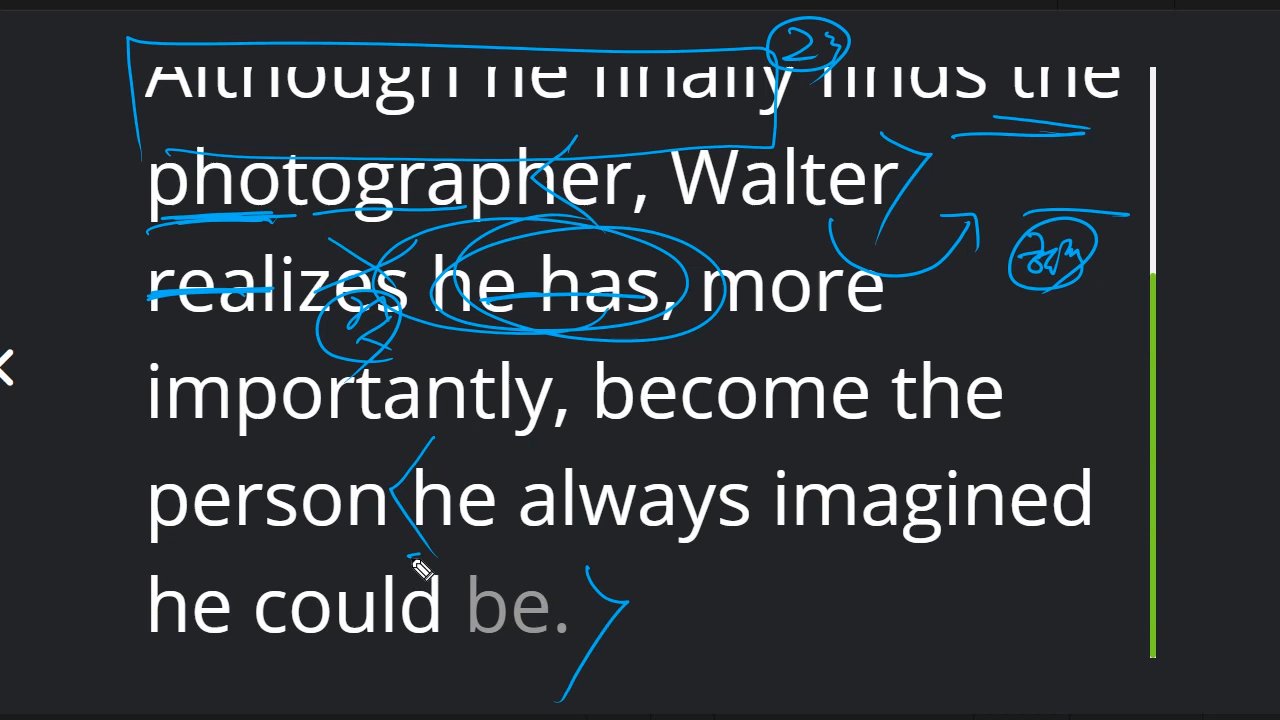 Although he finally finds the
photographer, Walter
realizes he has, more
importantly, become the
person he always imagined
he could be.